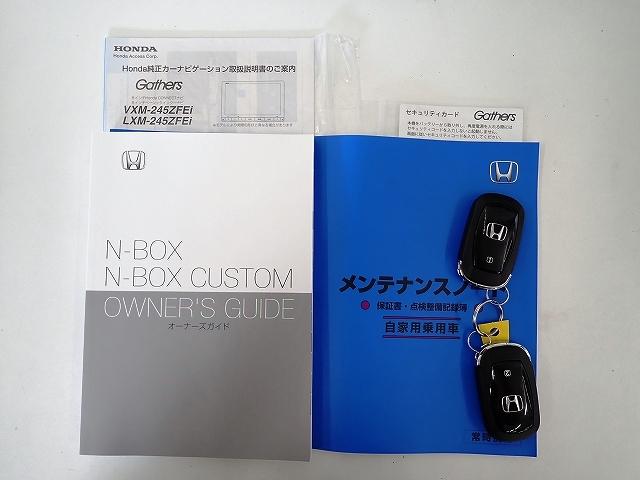 HONDA
Honda Access Corp.
Honda純正カーナビゲーション取扱説明書のご案内
Gathers
VXM-245ZFEi
LXM-245ZFEi
セキュリティカード Gathers
N-BOX
N-BOX CUSTOM
OWNER'S GUIDE
オーナーズガイド
メンテナンスノート
保証書・点検整備記録簿
自家用乗用車